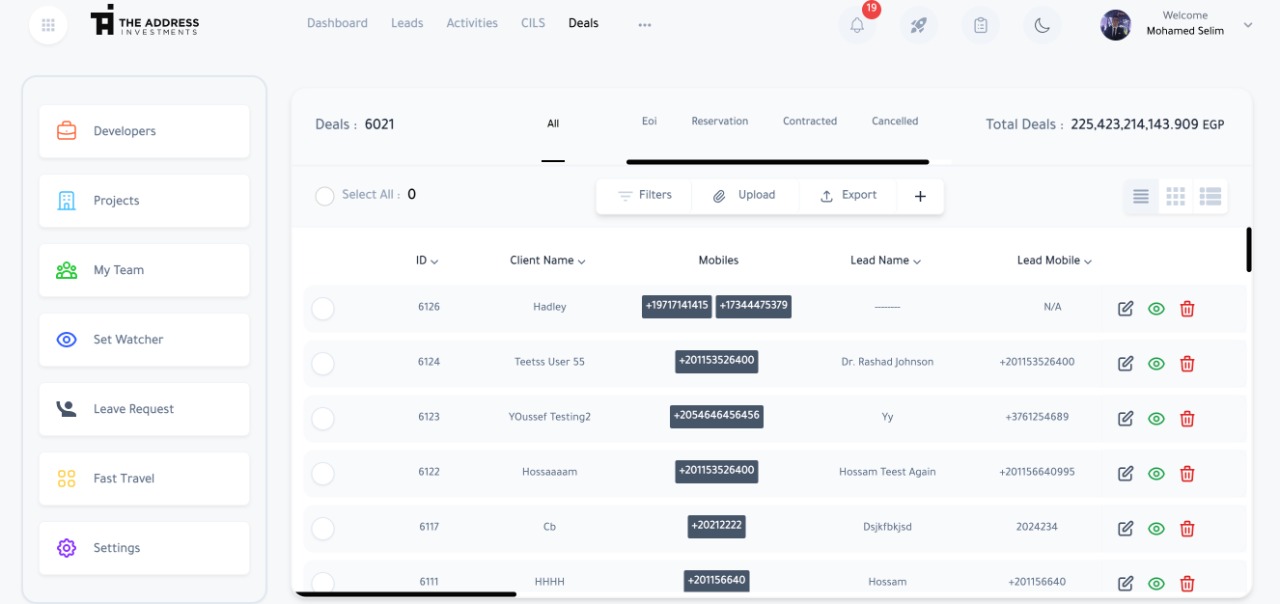 THE ADDRESS
INVESTMENTS
Dashboard Leads Activities CILS Deals ...
19
Welcome
Mohamed Selim
Developers
Projects
My Team
Set Watcher
Leave Request
Fast Travel
Settings
Deals : 6021 All Eoi Reservation Contracted Cancelled Total Deals : 225,423,214,143.909 EGP
Select All : 0 Filters Upload Export +
ID Client Name Mobiles Lead Name Lead Mobile
6126 Hadley +19717141415 +17344475379 -------- N/A
6124 Teetss User 55 +201153526400 Dr. Rashad Johnson +201153526400
6123 YOussef Testing2 +2054646456456 Yy +3761254689
6122 Hossaaaam +201153526400 Hossam Teest Again +201156640995
6117 Cb +20212222 Dsjkfbkjsd 2024234
6111 HHHH +201156640 Hossam +201156640